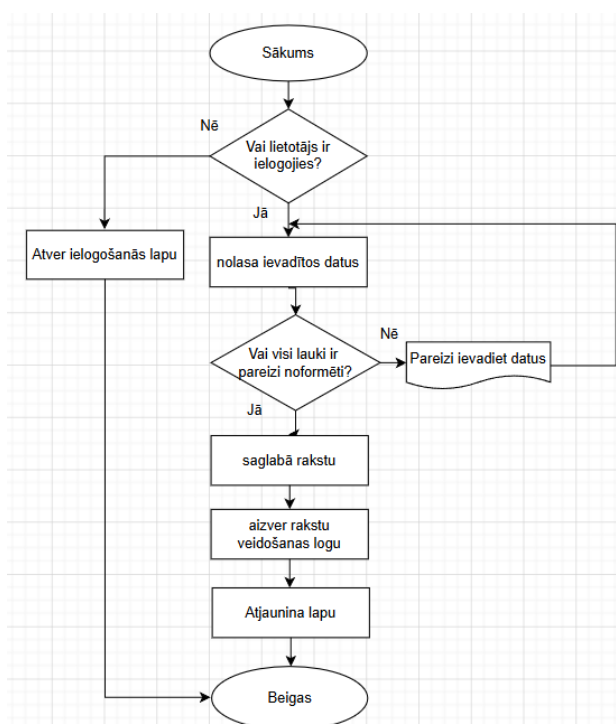 Sākums
Nē
Vai lietotājs ir
ielogojies?
Jā
Atver ielogošanās lapu
nolasa ievadītos datus
Vai visi lauki ir
pareizi noformēti?
Nē
Pareizi ievadiet datus
Jā
saglabā rakstu
aizver rakstu
veidošanas logu
Atjaunina lapu
Beigas